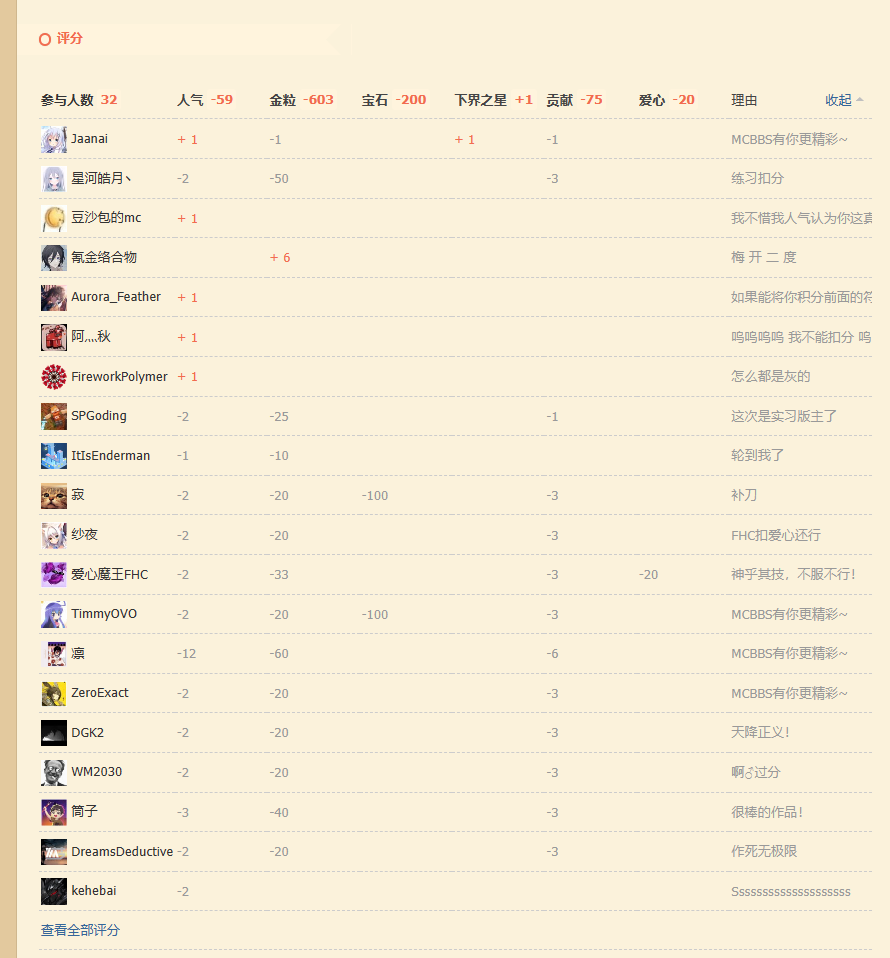 评分
参与人数 32 人气 -59 金粒 -603 宝石 -200 下界之星 +1 贡献 -75 爱心 -20 理由 收起
Jaanai + 1 -1 + 1 -1 MCBBS有你更精彩~
星河皓月丶 -2 -50 -3 练习扣分
豆沙包的mc + 1 我不惜我人气认为你这真
氰金络合物 + 6 梅 开 二 度
Aurora_Feather + 1 如果能将你积分前面的符
阿灬秋 + 1 呜呜呜呜 我不能扣分 呜
FireworkPolymer + 1 怎么都是灰的
SPGoding -2 -25 -1 这次是实习版主了
ItIsEnderman -1 -10 轮到我了
寂 -2 -20 -100 -3 补刀
纱夜 -2 -20 -3 FHC扣爱心还行
爱心魔王FHC -2 -33 -3 -20 神乎其技，不服不行！
TimmyOVO -2 -20 -100 -3 MCBBS有你更精彩~
凛 -12 -60 -6 MCBBS有你更精彩~
ZeroExact -2 -20 -3 MCBBS有你更精彩~
DGK2 -2 -20 -3 天降正义！
WM2030 -2 -20 -3 啊♂过分
筒子 -3 -40 -3 很棒的作品！
DreamsDeductive -2 -20 -3 作死无极限
kehebai -2 Ssssssssssssssssssss
查看全部评分